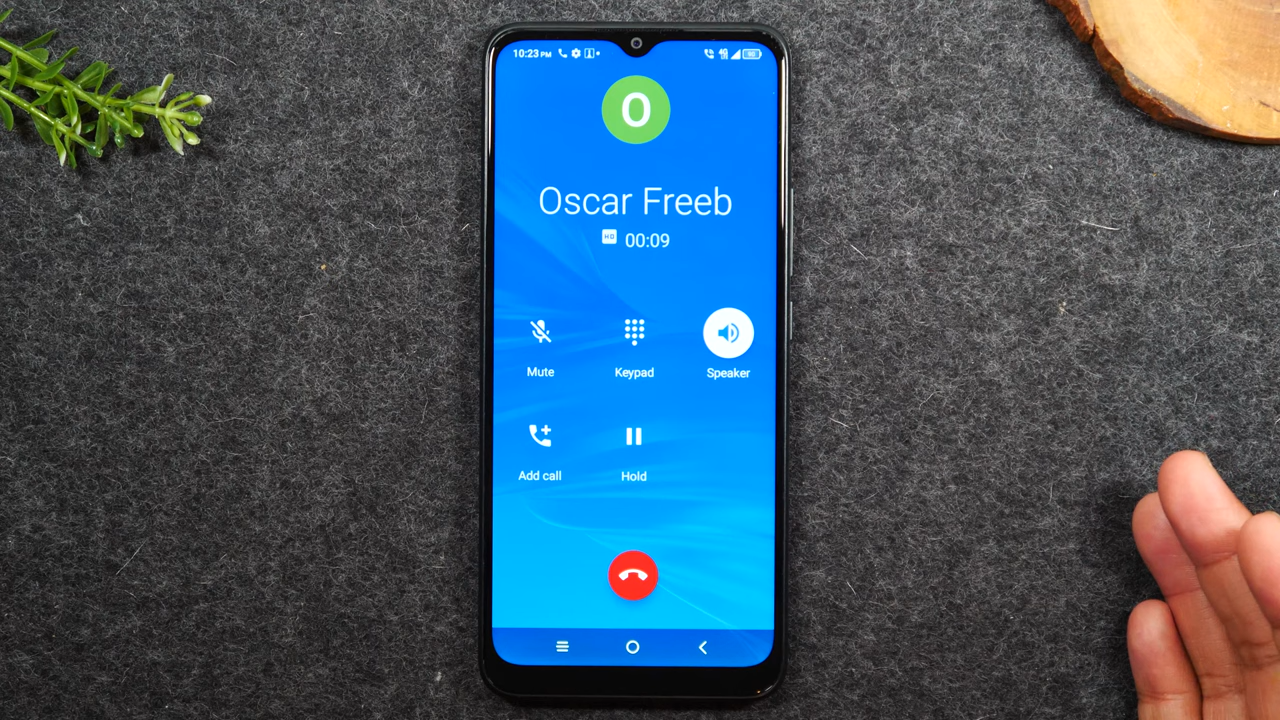 10:23 PM
O
Oscar Freeb
HD 00:09
Mute Keypad Speaker
Add call Hold